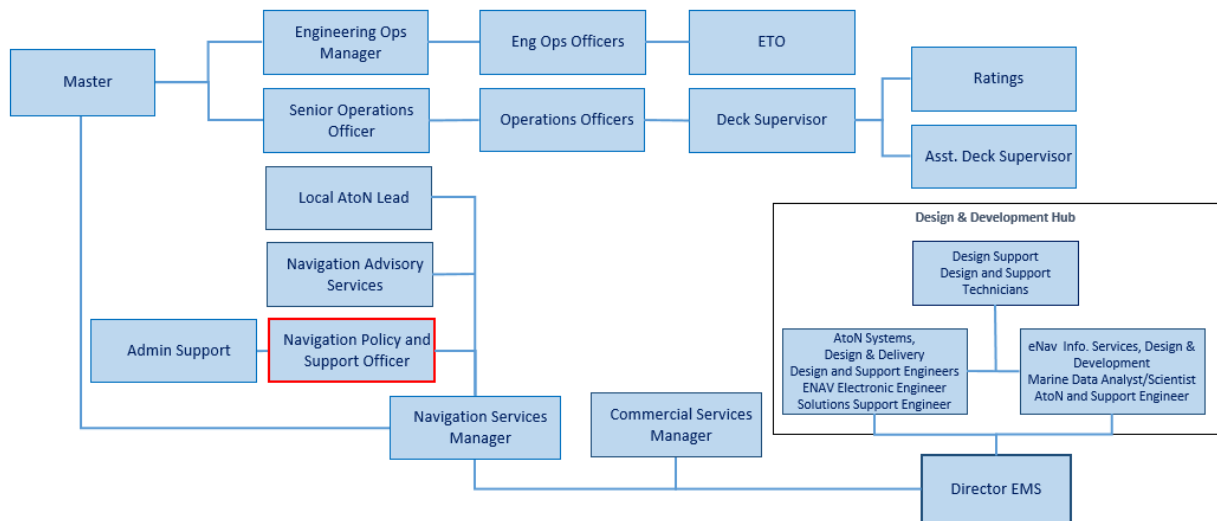 Engineering Ops
Manager
Eng Ops Officers
ETO
Master
Ratings
Senior Operations
Officer
Operations Officers
Deck Supervisor
Asst. Deck Supervisor
Local AtoN Lead
Design & Development Hub
Navigation Advisory
Services
Design Support
Design and Support
Technicians
Admin Support
Navigation Policy and
Support Officer
AtoN Systems,
Design & Delivery
Design and Support Engineers
ENAV Electronic Engineer
Solutions Support Engineer
eNav Info. Services, Design &
Development
Marine Data Analyst/Scientist
AtoN and Support Engineer
Navigation Services
Manager
Commercial Services
Manager
Director EMS